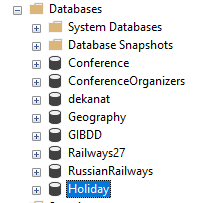 Databases
System Databases
Database Snapshots
Conference
ConferenceOrganizers
dekanat
Geography
GIBDD
Railways27
RussianRailways
Holiday